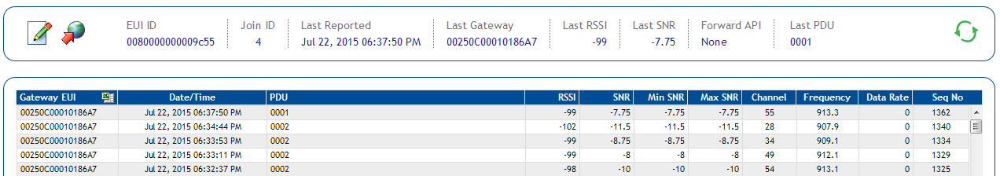 EUI ID Join ID Last Reported Last Gateway Last RSSI Last SNR Forward API Last PDU
0080000000009c55 4 Jul 22, 2015 06:37:50 PM 00250C00010186A7 -99 -7.75 None 0001
Gateway EUI Date/Time PDU RSSI SNR Min SNR Max SNR Channel Frequency Data Rate Seq No
00250C00010186A7 Jul 22, 2015 06:37:50 PM 0001 -99 -7.75 -7.75 -7.75 55 913.3 0 1362
00250C00010186A7 Jul 22, 2015 06:34:44 PM 0002 -102 -11.5 -11.5 -11.5 28 907.9 0 1340
00250C00010186A7 Jul 22, 2015 06:33:53 PM 0002 -99 -8.75 -8.75 -8.75 34 909.1 0 1334
00250C00010186A7 Jul 22, 2015 06:33:11 PM 0002 -99 -8 -8 -8 49 912.1 0 1329
00250C00010186A7 Jul 22, 2015 06:32:37 PM 0002 -98 -10 -10 -10 54 913.1 0 1325